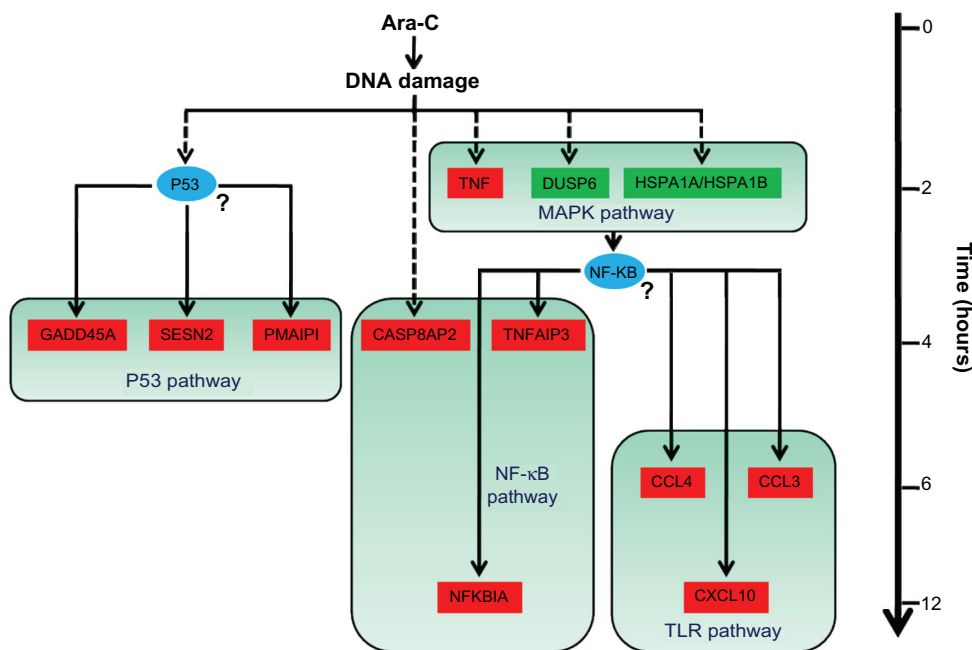 Ara-C
0
DNA damage
P53
?
TNF
DUSP6
HSPA1A/HSPA1B
MAPK pathway
2
NF-KB
?
Time (hours)
GADD45A
SESN2
PMAIPI
P53 pathway
CASP8AP2
TNFAIP3
4
NF-κB
pathway
CCL4
CCL3
6
NFKBIA
CXCL10
TLR pathway
12